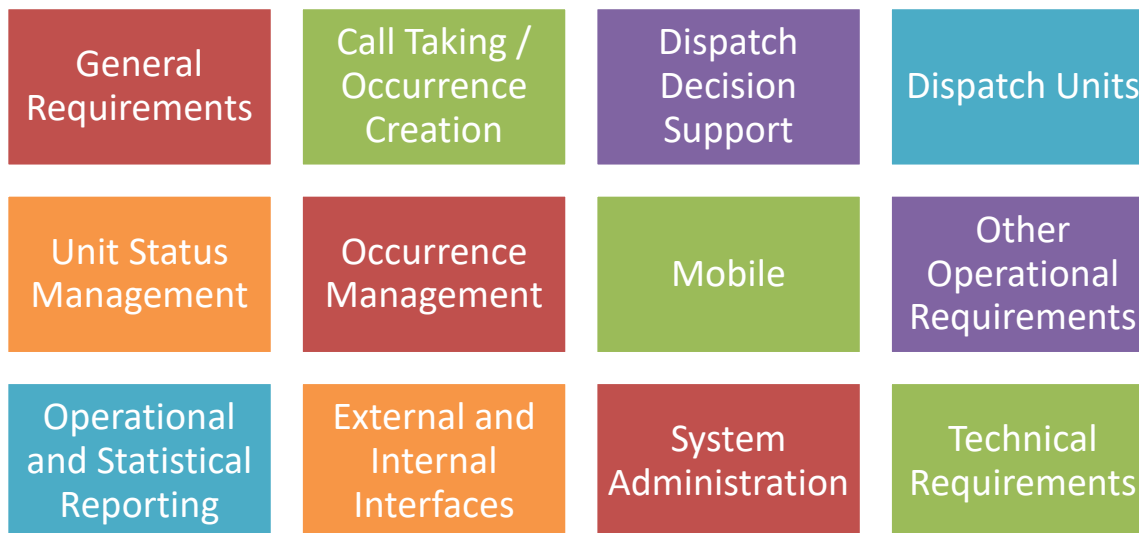 General
Requirements
Call Taking /
Occurrence
Creation
Dispatch
Decision
Support
Dispatch Units
Unit Status
Management
Occurrence
Management
Mobile
Other
Operational
Requirements
Operational
and Statistical
Reporting
External and
Internal
Interfaces
System
Administration
Technical
Requirements